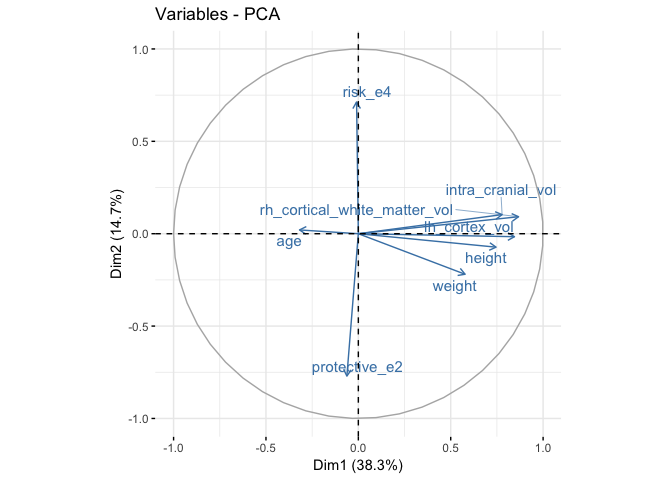 Variables - PCA
1.0
risk_e4
0.5
intra_cranial_vol
rh_cortical_white_matter_vol
lh_cortex_vol
0.0
age
height
weight
-0.5
protective_e2
-1.0
-1.0 -0.5 0.0 0.5 1.0
Dim1 (38.3%)
Dim2 (14.7%)